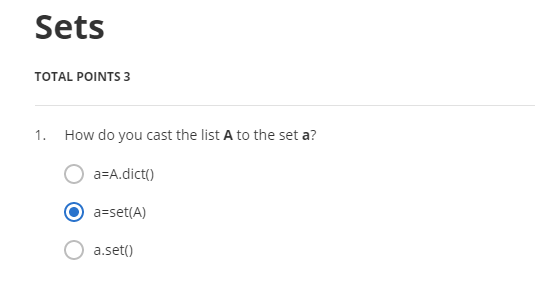 Sets
TOTAL POINTS 3
1. How do you cast the list A to the set a?
a=A.dict()
a=set(A)
a.set()